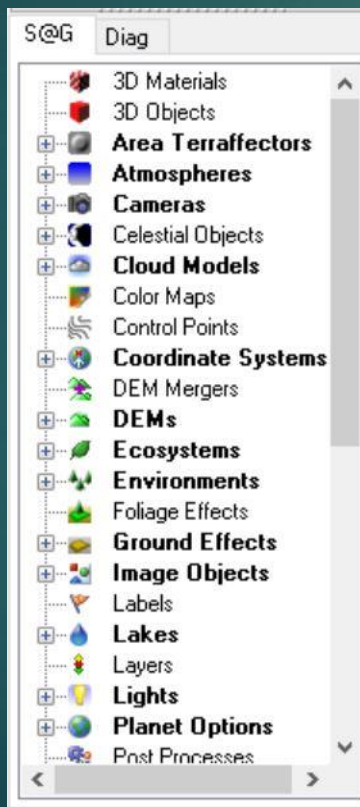 S@G Diag
3D Materials
3D Objects
Area Terraffectors
Atmospheres
Cameras
Celestial Objects
Cloud Models
Color Maps
Control Points
Coordinate Systems
DEM Mergers
DEMs
Ecosystems
Environments
Foliage Effects
Ground Effects
Image Objects
Labels
Lakes
Layers
Lights
Planet Options
Post Processes